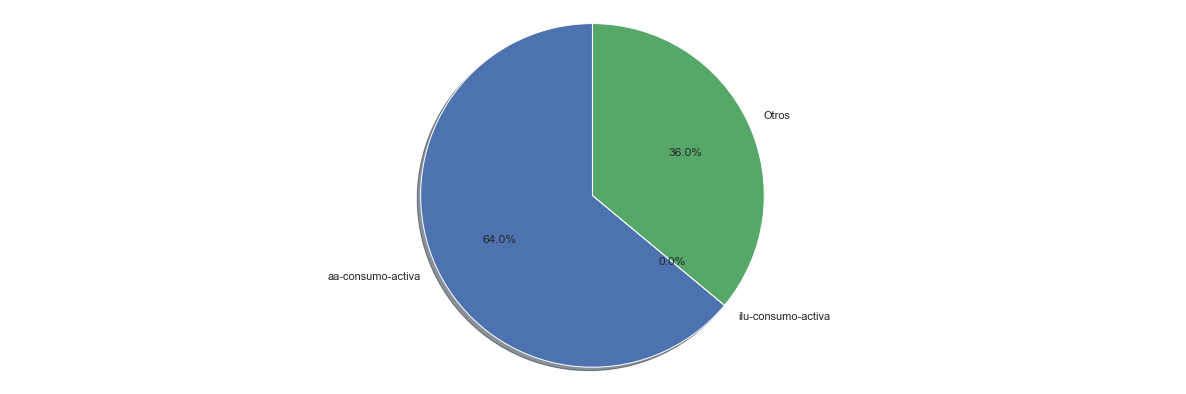 Otros
36.0%
64.0%
0.0%
aa-consumo-activa
ilu-consumo-activa